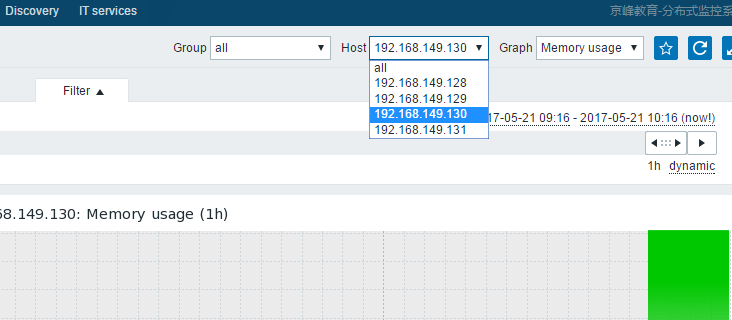 Discovery IT services 京峰教育-分布式监控系
Group all Host 192.168.149.130 Graph Memory usage
all
192.168.149.128
Filter
192.168.149.129
192.168.149.130
17-05-21 09:16 - 2017-05-21 10:16 (now!)
192.168.149.131
1h dynamic
68.149.130: Memory usage (1h)